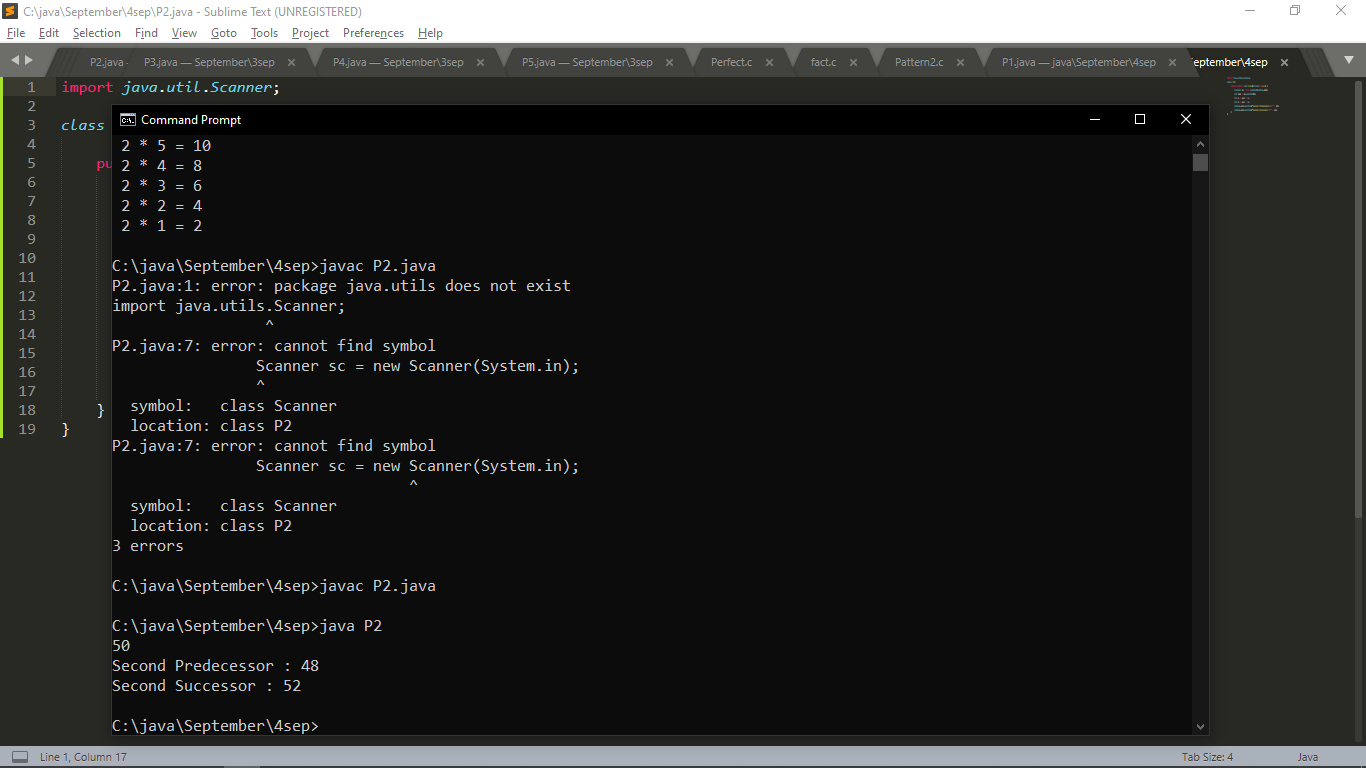 C:\java\September\4sep\P2.java - Sublime Text (UNREGISTERED)
File Edit Selection Find View Goto Tools Project Preferences Help
P2.java - P3.java — September\3sep P4.java — September\3sep P5.java — September\3sep Perfect.c fact.c Pattern2.c P1.java — java\September\4sep eptember\4sep
1 import java.util.Scanner;
2
3 class
4
5 pu
6
7
8
9
10
11
12
13
14
15
16
17
18 }
19 }
Command Prompt
2 * 5 = 10
2 * 4 = 8
2 * 3 = 6
2 * 2 = 4
2 * 1 = 2
C:\java\September\4sep>javac P2.java
P2.java:1: error: package java.utils does not exist
import java.utils.Scanner;
^
P2.java:7: error: cannot find symbol
Scanner sc = new Scanner(System.in);
^
symbol:   class Scanner
location: class P2
P2.java:7: error: cannot find symbol
Scanner sc = new Scanner(System.in);
^
symbol:   class Scanner
location: class P2
3 errors
C:\java\September\4sep>javac P2.java
C:\java\September\4sep>java P2
50
Second Predecessor : 48
Second Successor : 52
C:\java\September\4sep>
Line 1, Column 17 Tab Size: 4 Java